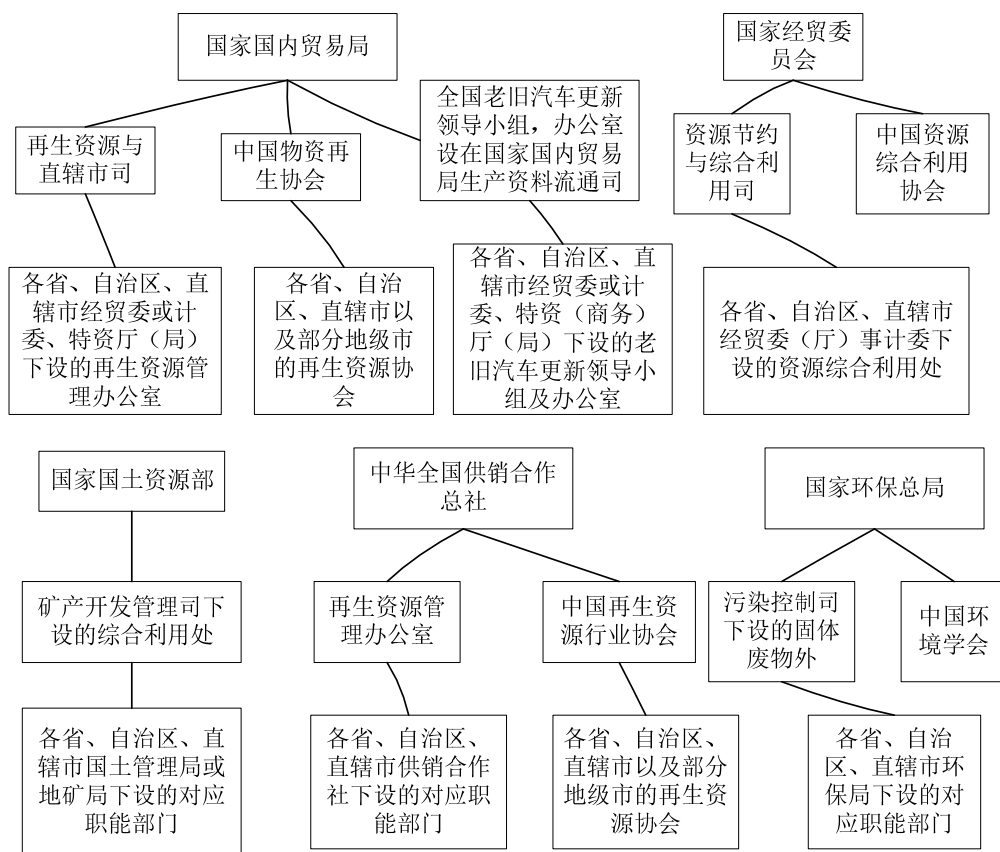 国家国内贸易局
国家经贸委
员会
再生资源与
直辖市司
中国物资再
生协会
全国老旧汽车更新
领导小组，办公室
设在国家国内贸易
局生产资料流通司
资源节约
与综合利
用司
中国资源
综合利用
协会
各省、自治区、直
辖市经贸委或计
委、特资厅（局）
下设的再生资源管
理办公室
各省、自治
区、直辖市以
及部分地级市
的再生资源协
会
各省、自治区、直
辖市经贸委或计
委、特资（商务）
厅（局）下设的老
旧汽车更新领导小
组及办公室
各省、自治区、直辖市
经贸委（厅）事计委下
设的资源综合利用处
国家国土资源部
中华全国供销合作
总社
国家环保总局
矿产开发管理司下
设的综合利用处
再生资源管
理办公室
中国再生资
源行业协会
污染控制司
下设的固体
废物外
中国环
境学会
各省、自治区、直
辖市国土管理局或
地矿局下设的对应
职能部门
各省、自治区、
直辖市供销合作
社下设的对应职
能部门
各省、自治区、
直辖市以及部分
地级市的再生资
源协会
各省、自治
区、直辖市环
保局下设的对
应职能部门